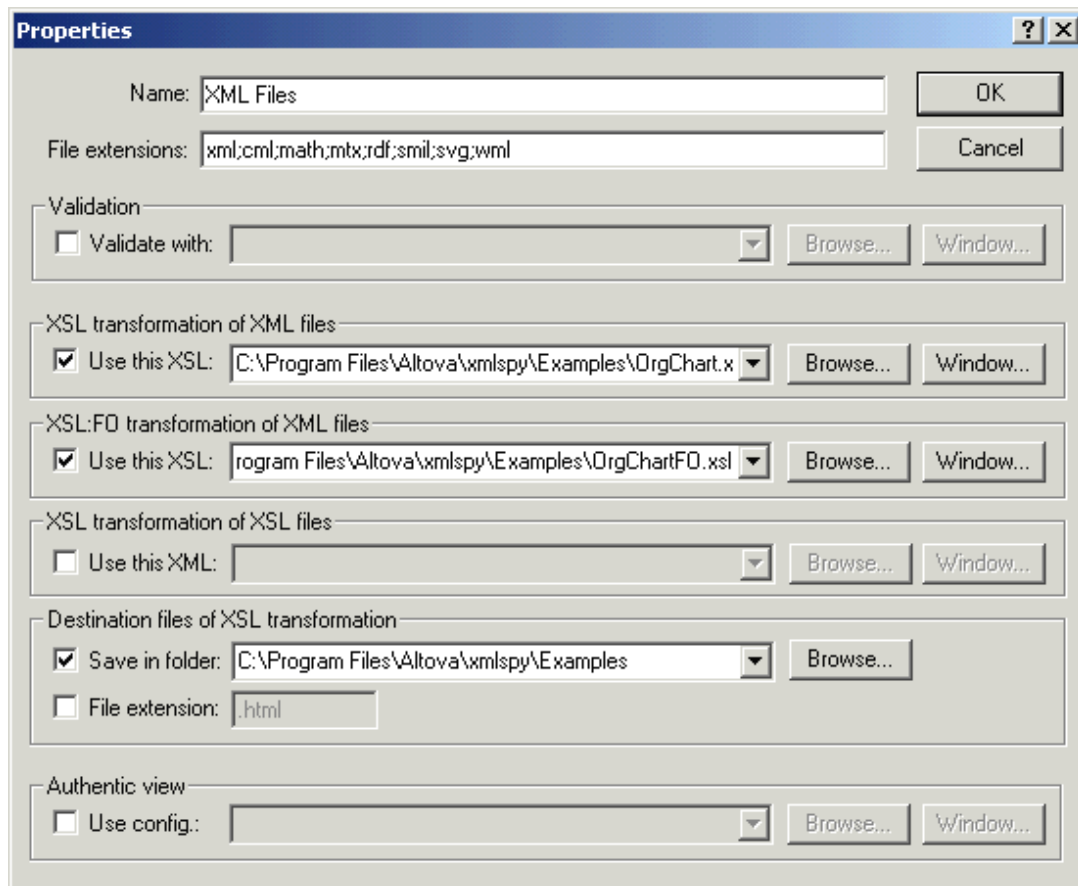 Properties
Name: XML Files OK
File extensions: xml;cml;math;mtx;rdf;smil;svg;wml Cancel
Validation
Validate with: Browse... Window...
XSL transformation of XML files
Use this XSL: C:\Program Files\Altova\xmlspy\Examples\OrgChart.x Browse... Window...
XSL:FO transformation of XML files
Use this XSL: rogram Files\Altova\xmlspy\Examples\OrgChartFO.xsl Browse... Window...
XSL transformation of XSL files
Use this XML: Browse... Window...
Destination files of XSL transformation
Save in folder: C:\Program Files\Altova\xmlspy\Examples Browse...
File extension: .html
Authentic view
Use config.: Browse... Window...